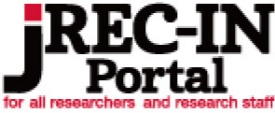 jREC-IN
Portal
for all researchers and research staff